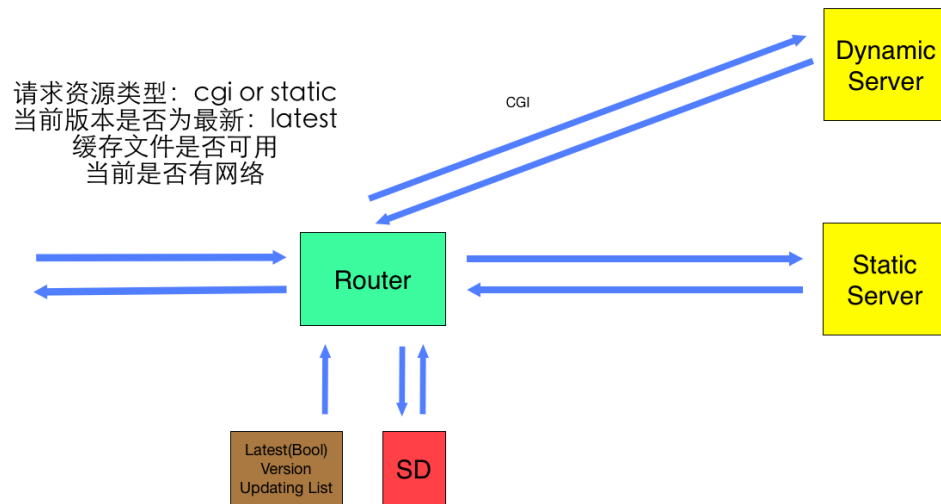 请求资源类型：cgi or static
当前版本是否为最新：latest
缓存文件是否可用
当前是否有网络
CGI
Dynamic
Server
Router
Static
Server
Latest(Bool)
Version
Updating List
SD